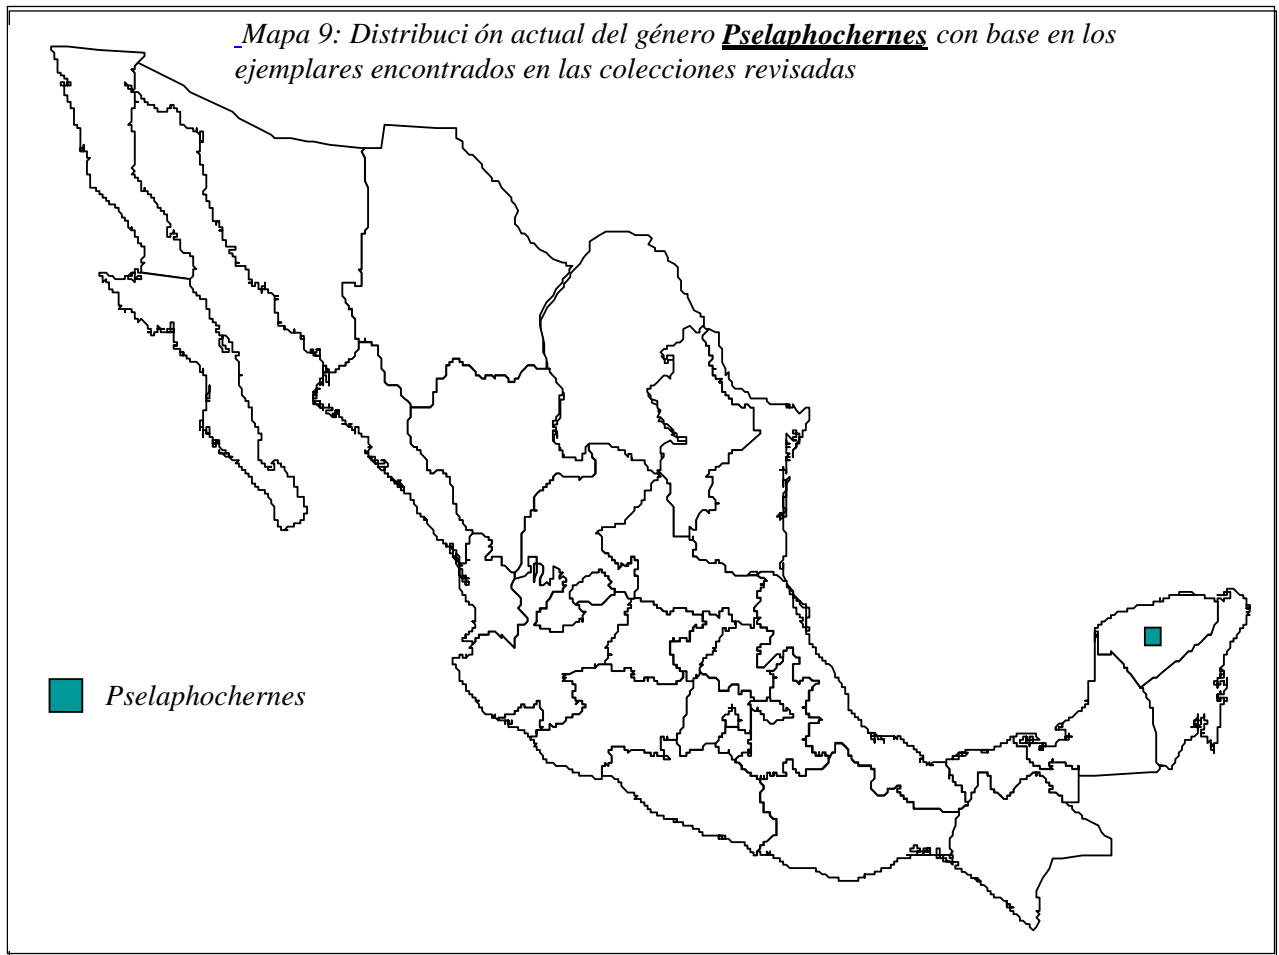 Mapa 9: Distribuci ón actual del género Pselaphochernes con base en los
ejemplares encontrados en las colecciones revisadas
Pselaphochernes